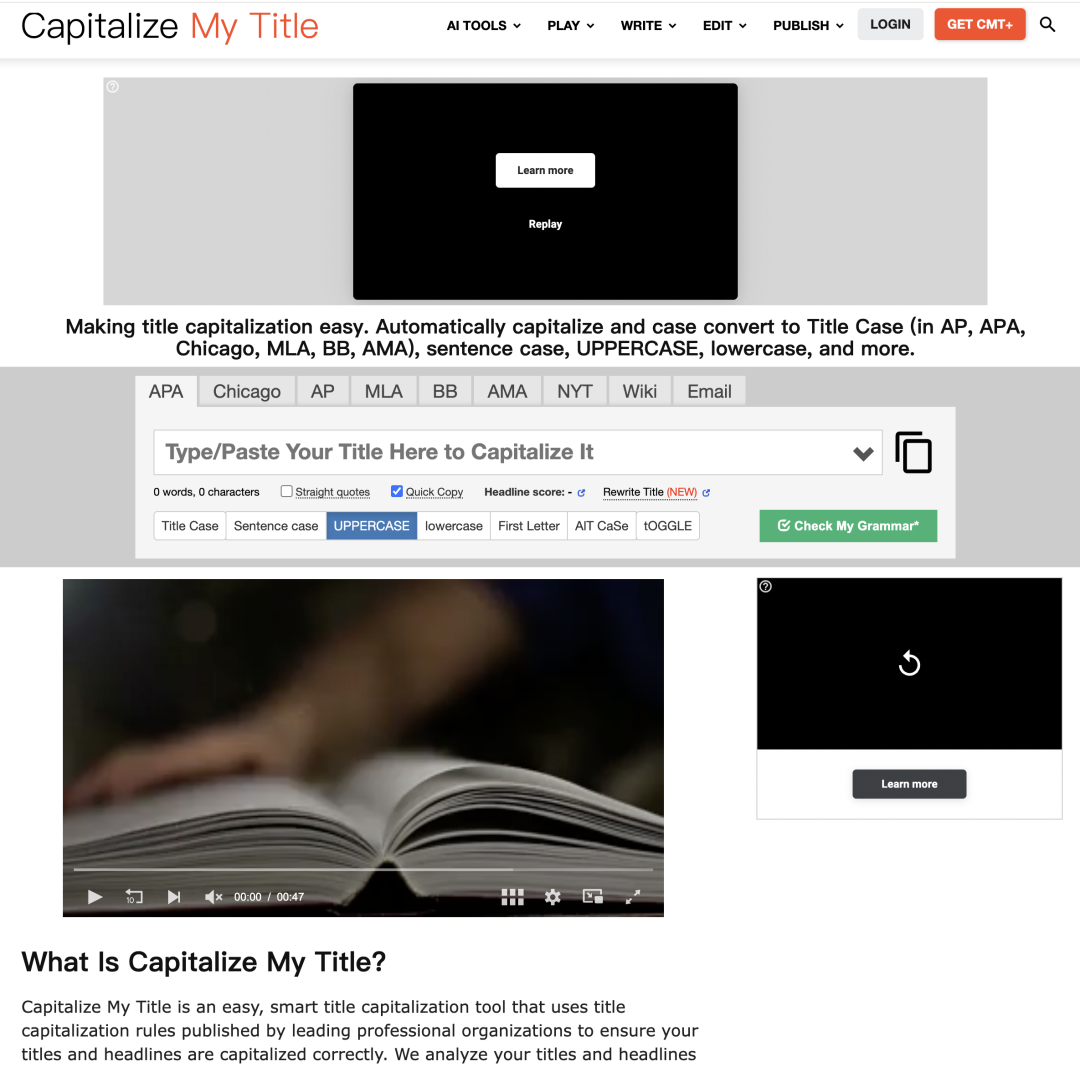 Capitalize My Title
AI TOOLS
PLAY
WRITE
EDIT
PUBLISH
LOGIN
GET CMT+
Learn more
Replay
Making title capitalization easy. Automatically capitalize and case convert to Title Case (in AP, APA,
Chicago, MLA, BB, AMA), sentence case, UPPERCASE, lowercase, and more.
APA
Chicago
AP
MLA
BB
AMA
NYT
Wiki
Email
Type/Paste Your Title Here to Capitalize It
0 words, 0 characters
Straight quotes
Quick Copy
Headline score: -
Rewrite Title (NEW)
Title Case
Sentence case
UPPERCASE
lowercase
First Letter
AlT CaSe
tOGGLE
Check My Grammar*
10
00:00 / 00:47
Learn more
What Is Capitalize My Title?
Capitalize My Title is an easy, smart title capitalization tool that uses title
capitalization rules published by leading professional organizations to ensure your
titles and headlines are capitalized correctly. We analyze your titles and headlines